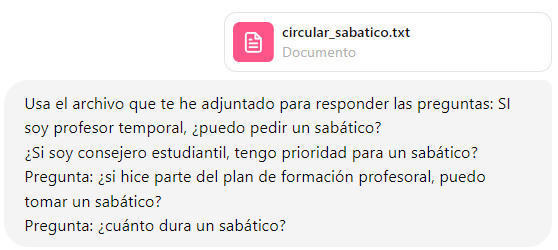 circular_sabatico.txt
Documento
Usa el archivo que te he adjuntado para responder las preguntas: SI
soy profesor temporal, ¿puedo pedir un sabático?
¿Si soy consejero estudiantil, tengo prioridad para un sabático?
Pregunta: ¿si hice parte del plan de formación profesoral, puedo
tomar un sabático?
Pregunta: ¿cuánto dura un sabático?